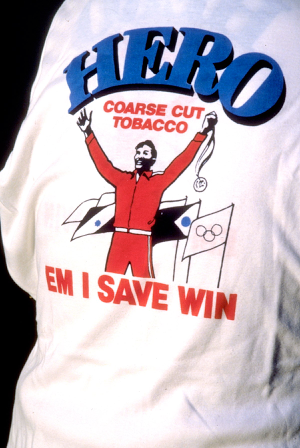 HERO
COARSE CUT
TOBACCO
EM I SAVE WIN